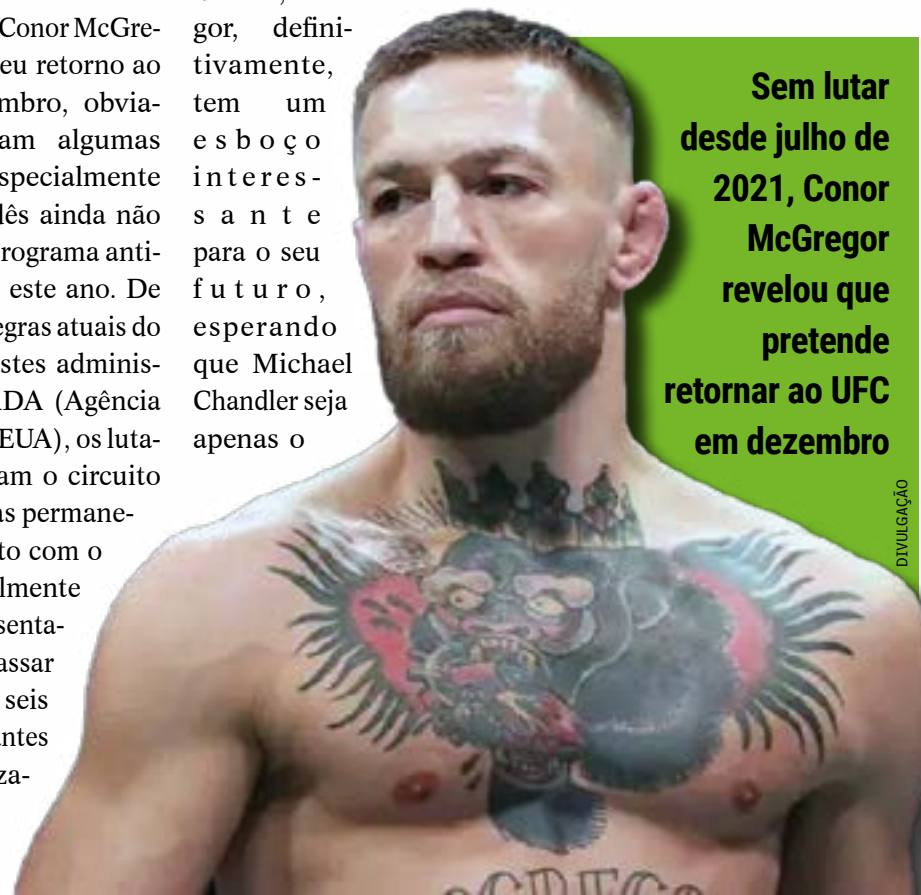 Conor McGre-
eu retorno ao
mbro, obvia-
am algumas
specialmente
lês ainda não
rograma anti-
este ano. De
egras atuais do
stes adminis-
ADA (Agência
EUA), os luta-
am o circuito
as permane-
to com o
lmente
senta-
assar
seis
antes
za-
gor, defini-
tivamente,
tem um
esboço
interes-
sante
para o seu
futuro,
esperando
que Michael
Chandler seja
apenas o
Sem lutar
desde julho de
2021, Conor
McGregor
revelou que
pretende
retornar ao UFC
em dezembro
DIVULGAÇÃO